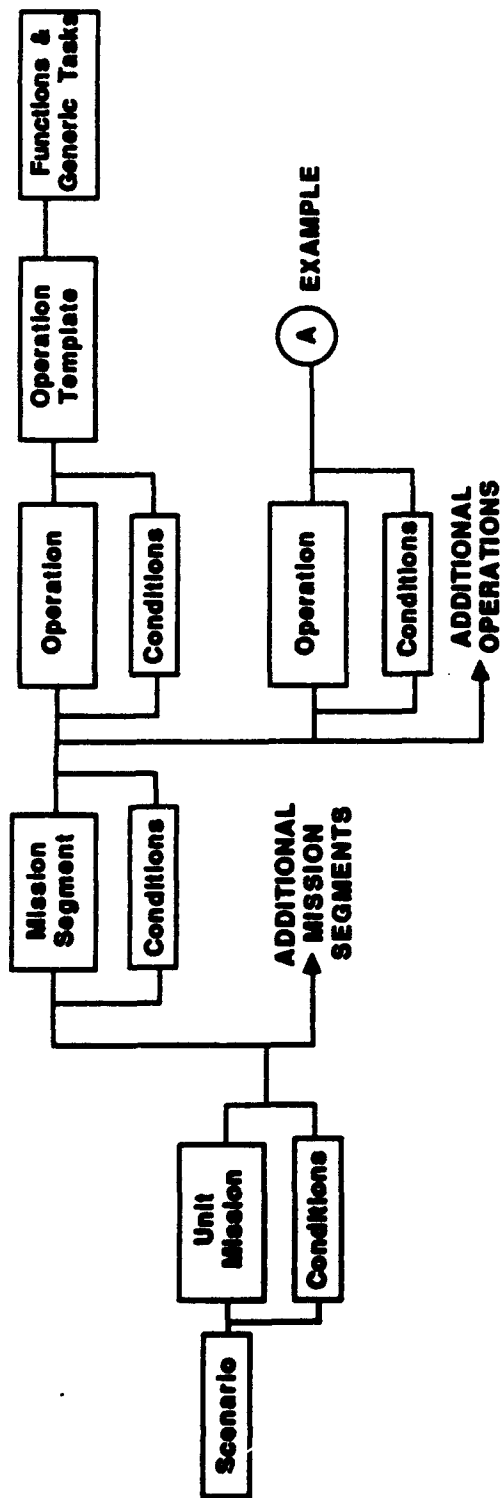 Scenario
Unit
Mission
Conditions
Mission
Segment
Conditions
ADDITIONAL
MISSION
SEGMENTS
Operation
Conditions
Operation
Conditions
ADDITIONAL
OPERATIONS
Operation
Template
Functions &
Generic Tasks
A
EXAMPLE